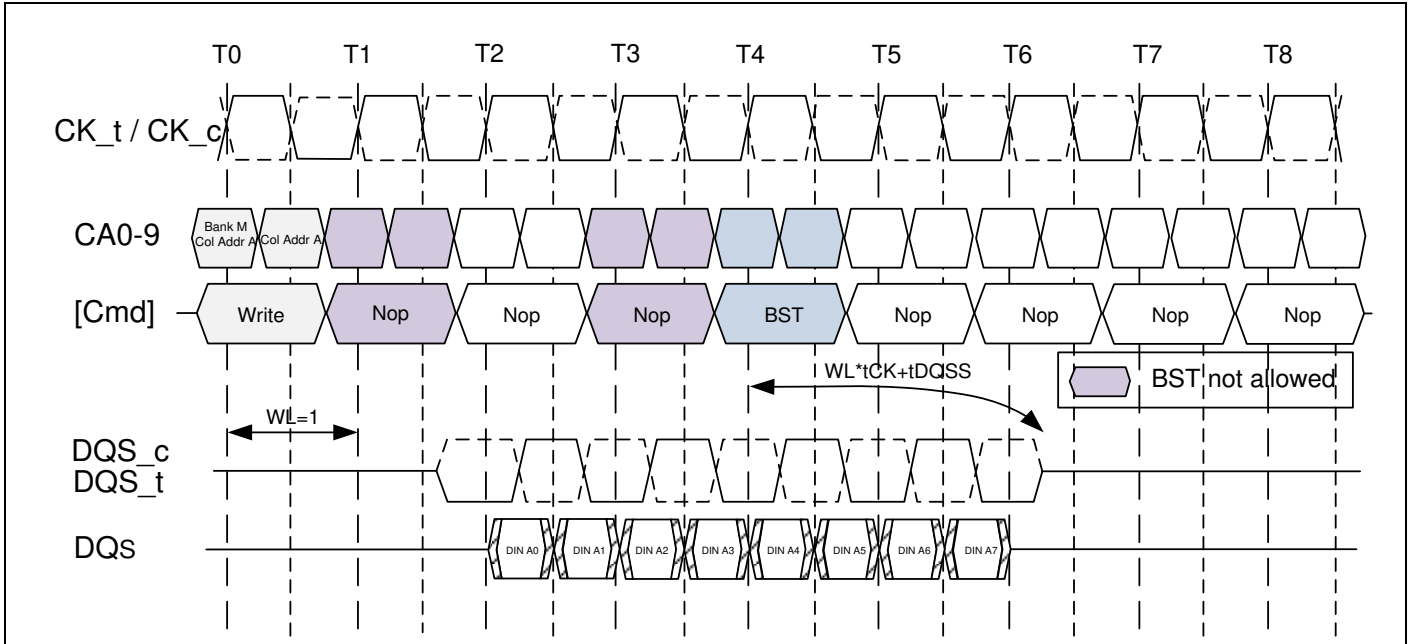 T0 T1 T2 T3 T4 T5 T6 T7 T8
CK_t / CK_c
CA0-9
Bank M
Col Addr A
Col Addr A
[Cmd]
Write Nop Nop Nop BST Nop Nop Nop Nop
WL*tCK+tDQSS
BST not allowed
WL=1
DQS_c
DQS_t
DQs
DIN A0 DIN A1 DIN A2 DIN A3 DIN A4 DIN A5 DIN A6 DIN A7